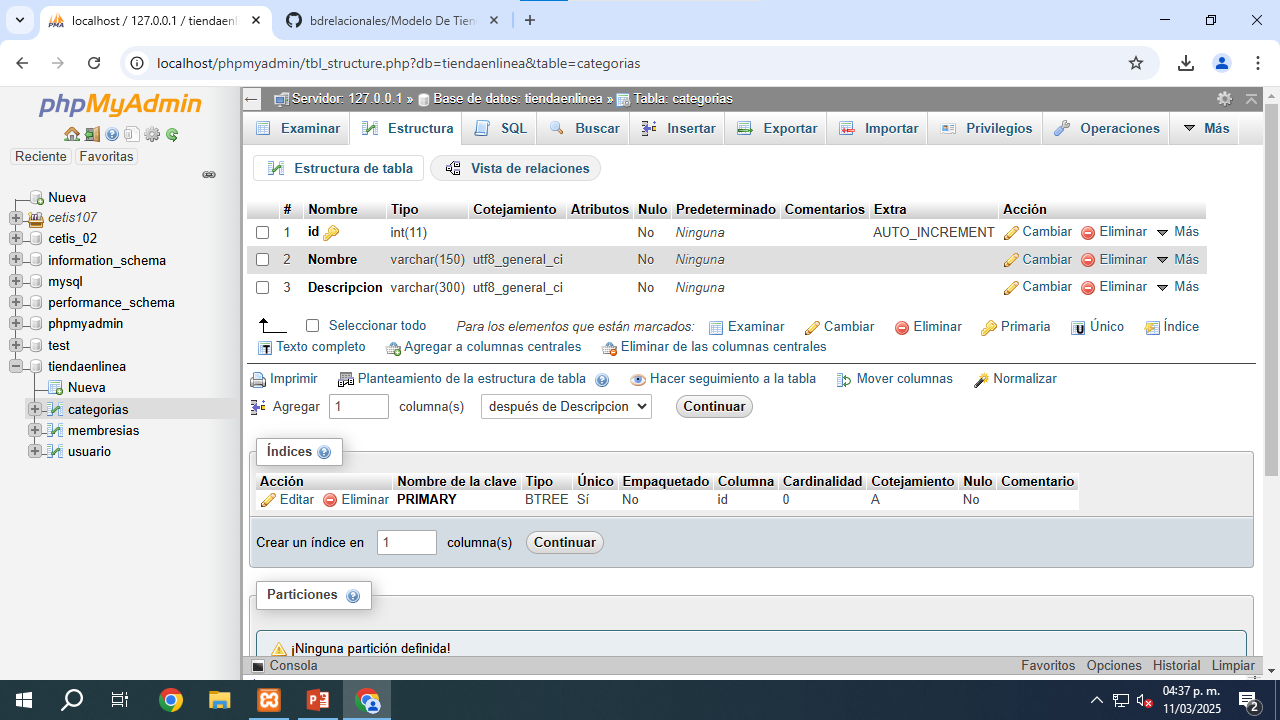 localhost / 127.0.0.1 / tiendaenl
bdrelacionales/Modelo De Tien
localhost/phpmyadmin/tbl_structure.php?db=tiendaenlinea&table=categorias
phpMyAdmin
Reciente Favoritas
Nueva
cetis107
cetis_02
information_schema
mysql
performance_schema
phpmyadmin
test
tiendaenlinea
Nueva
categorias
membresias
usuario
Servidor: 127.0.0.1 » Base de datos: tiendaenlinea » Tabla: categorias
Examinar Estructura SQL Buscar Insertar Exportar Importar Privilegios Operaciones Más
Estructura de tabla Vista de relaciones
# Nombre Tipo Cotejamiento Atributos Nulo Predeterminado Comentarios Extra Acción
1 id int(11) No Ninguna AUTO_INCREMENT Cambiar Eliminar Más
2 Nombre varchar(150) utf8_general_ci No Ninguna Cambiar Eliminar Más
3 Descripcion varchar(300) utf8_general_ci No Ninguna Cambiar Eliminar Más
Seleccionar todo Para los elementos que están marcados: Examinar Cambiar Eliminar Primaria Único Índice
Texto completo Agregar a columnas centrales Eliminar de las columnas centrales
Imprimir Planteamiento de la estructura de tabla Hacer seguimiento a la tabla Mover columnas Normalizar
Agregar 1 columna(s) después de Descripcion Continuar
Índices
Acción Nombre de la clave Tipo Único Empaquetado Columna Cardinalidad Cotejamiento Nulo Comentario
Editar Eliminar PRIMARY BTREE Sí No id 0 A No
Crear un índice en 1 columna(s) Continuar
Particiones
¡Ninguna partición definida!
Consola Favoritos Opciones Historial Limpiar
04:37 p. m.
11/03/2025
2